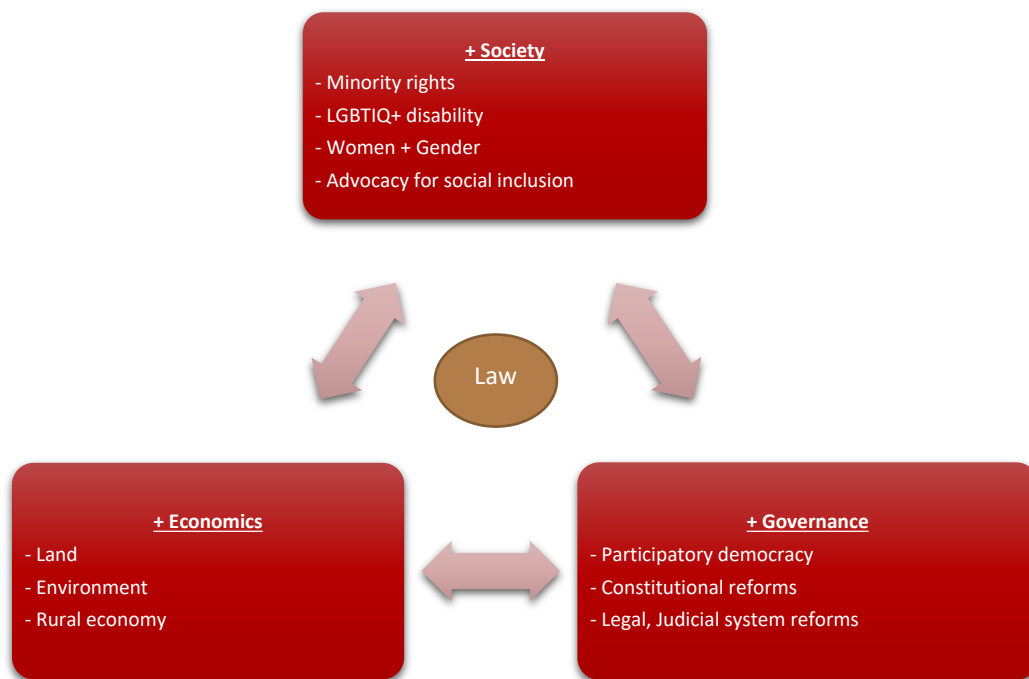 + Society
- Minority rights
- LGBTIQ+ disability
- Women + Gender
- Advocacy for social inclusion
Law
+ Economics
- Land
- Environment
- Rural economy
+ Governance
- Participatory democracy
- Constitutional reforms
- Legal, Judicial system reforms